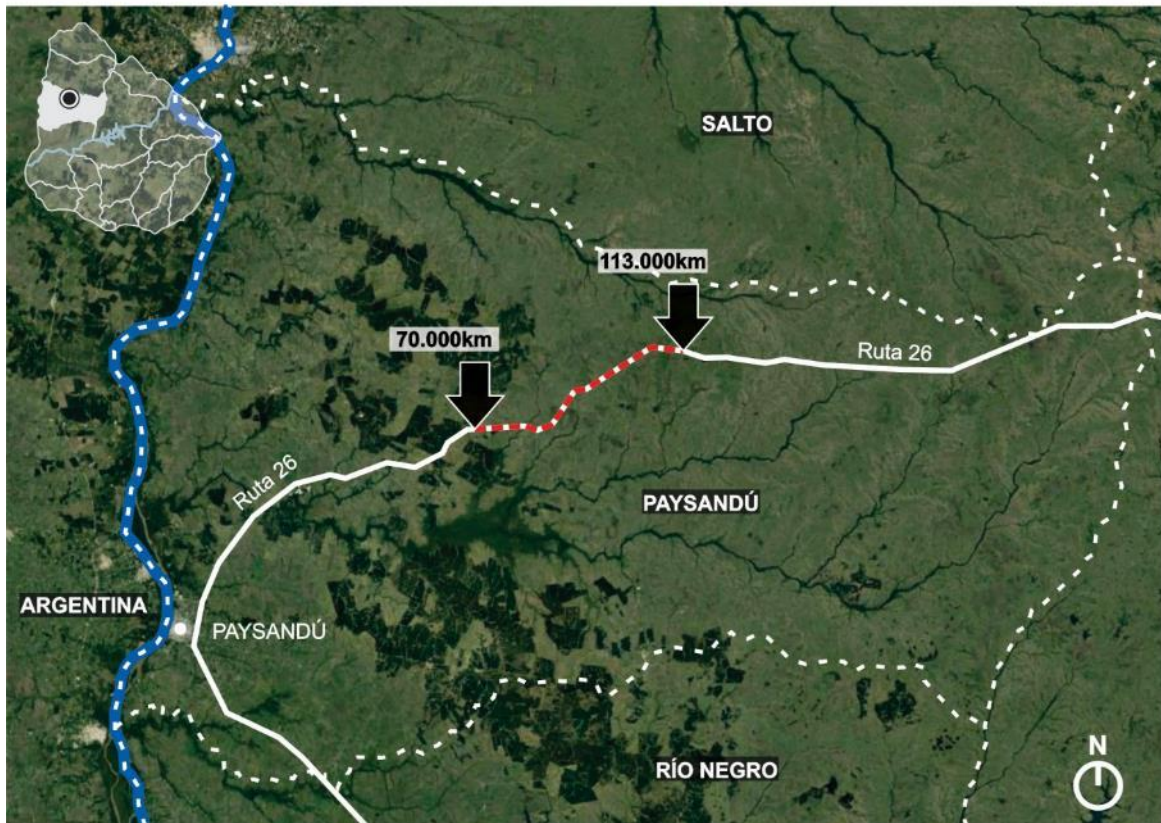 SALTO
113.000km
70.000km
Ruta 26
Ruta 26
PAYSANDÚ
ARGENTINA
PAYSANDÚ
RÍO NEGRO
N